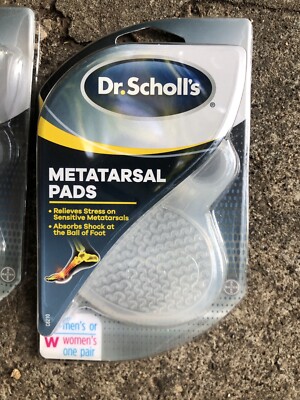 Dr. Scholl's®
METATARSAL
PADS
• Relieves Stress on
Sensitive Metatarsals
• Absorbs Shock at
the Ball of Foot
men's or
W women's
one pair